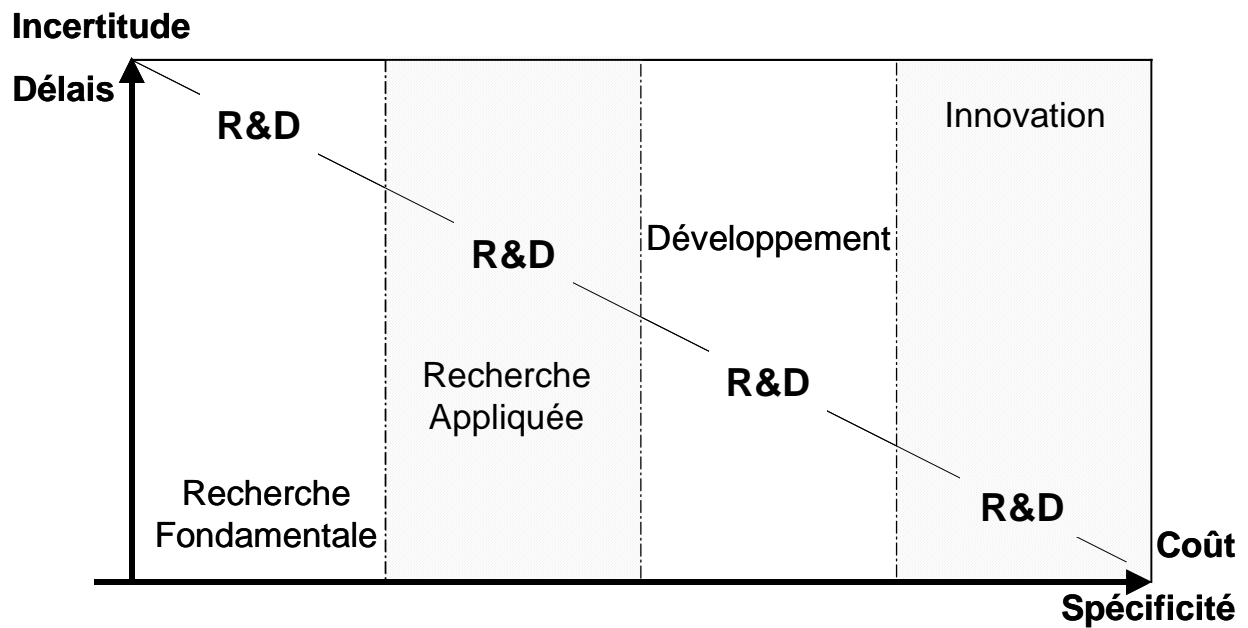 Incertitude
Délais
R&D
Innovation
R&D
Développement
Recherche
Appliquée
R&D
Recherche
Fondamentale
R&D
Coût
Spécificité